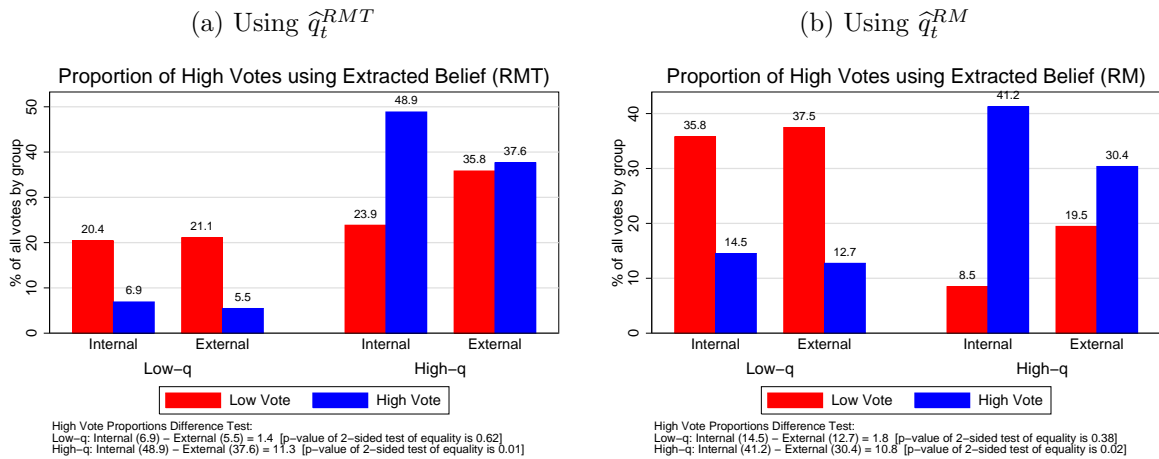 (a) Using q̂_t^{RMT}
Proportion of High Votes using Extracted Belief (RMT)
% of all votes by group
50
40
30
20
10
0
20.4
6.9
21.1
5.5
23.9
48.9
35.8
37.6
Internal External Internal External
Low−q High−q
Low Vote High Vote
High Vote Proportions Difference Test:
Low−q: Internal (6.9) − External (5.5) = 1.4 [p−value of 2−sided test of equality is 0.62]
High−q: Internal (48.9) − External (37.6) = 11.3 [p−value of 2−sided test of equality is 0.01]
(b) Using q̂_t^{RM}
Proportion of High Votes using Extracted Belief (RM)
% of all votes by group
40
30
20
10
0
35.8
14.5
37.5
12.7
8.5
41.2
19.5
30.4
Internal External Internal External
Low−q High−q
Low Vote High Vote
High Vote Proportions Difference Test:
Low−q: Internal (14.5) − External (12.7) = 1.8 [p−value of 2−sided test of equality is 0.38]
High−q: Internal (41.2) − External (30.4) = 10.8 [p−value of 2−sided test of equality is 0.02]